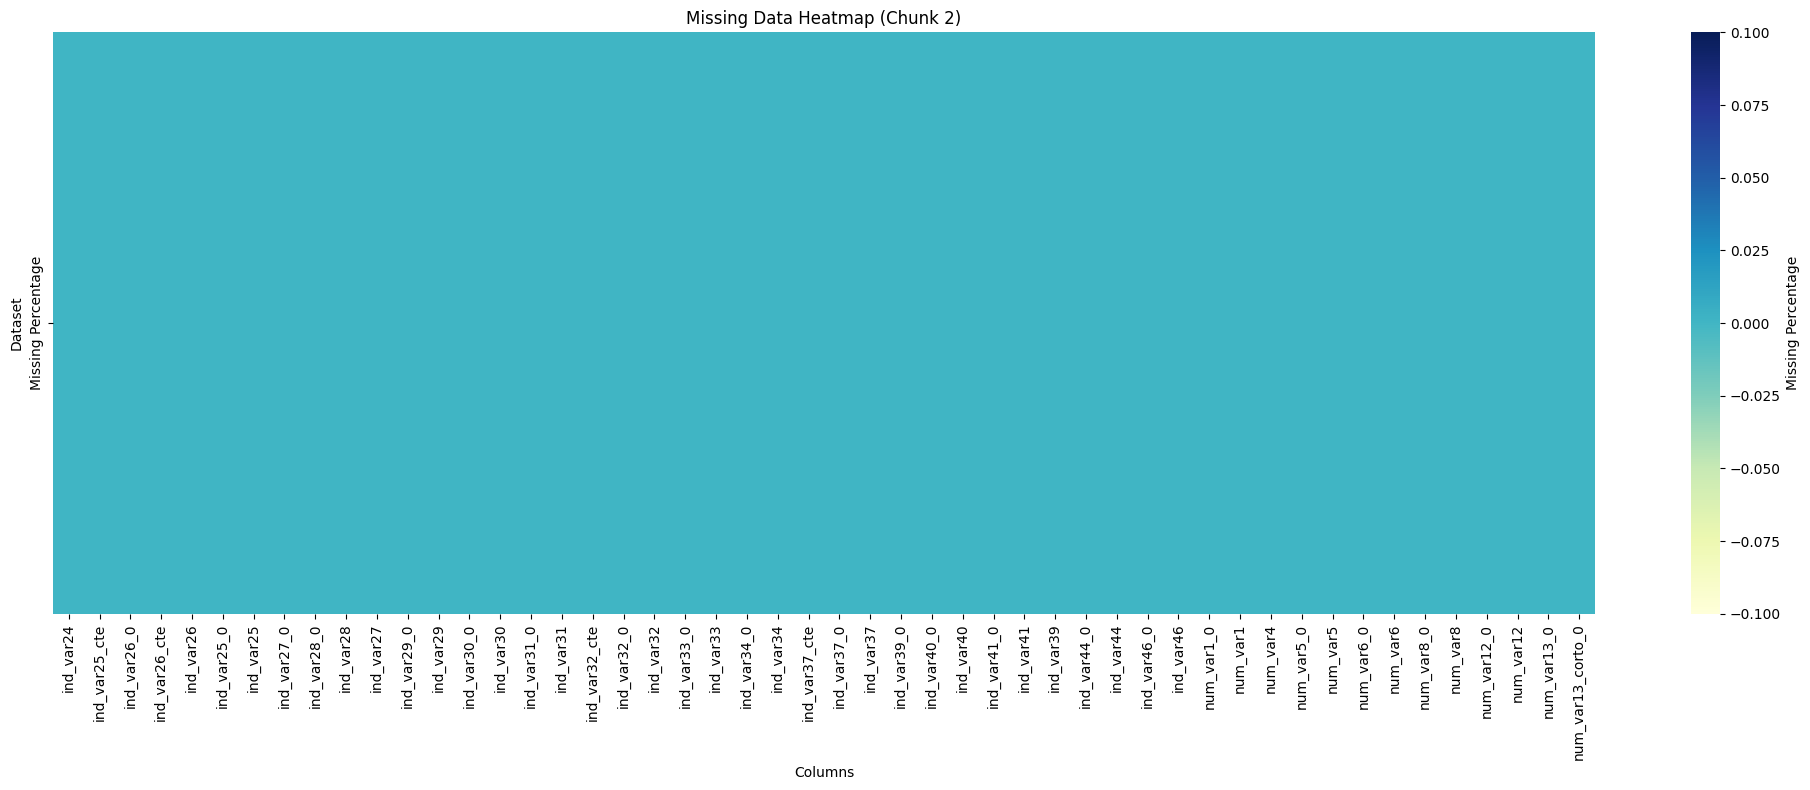 Missing Data Heatmap (Chunk 2)
Dataset
Missing Percentage
ind_var24
ind_var25_cte
ind_var26_0
ind_var26_cte
ind_var26
ind_var25_0
ind_var25
ind_var27_0
ind_var28_0
ind_var28
ind_var27
ind_var29_0
ind_var29
ind_var30_0
ind_var30
ind_var31_0
ind_var31
ind_var32_cte
ind_var32_0
ind_var32
ind_var33_0
ind_var33
ind_var34_0
ind_var34
ind_var37_cte
ind_var37_0
ind_var37
ind_var39_0
ind_var40_0
ind_var40
ind_var41_0
ind_var41
ind_var39
ind_var44_0
ind_var44
ind_var46_0
ind_var46
num_var1_0
num_var1
num_var4
num_var5_0
num_var5
num_var6_0
num_var6
num_var8_0
num_var8
num_var12_0
num_var12
num_var13_0
num_var13_corto_0
Columns
0.100
0.075
0.050
0.025
0.000
−0.025
−0.050
−0.075
−0.100
Missing Percentage